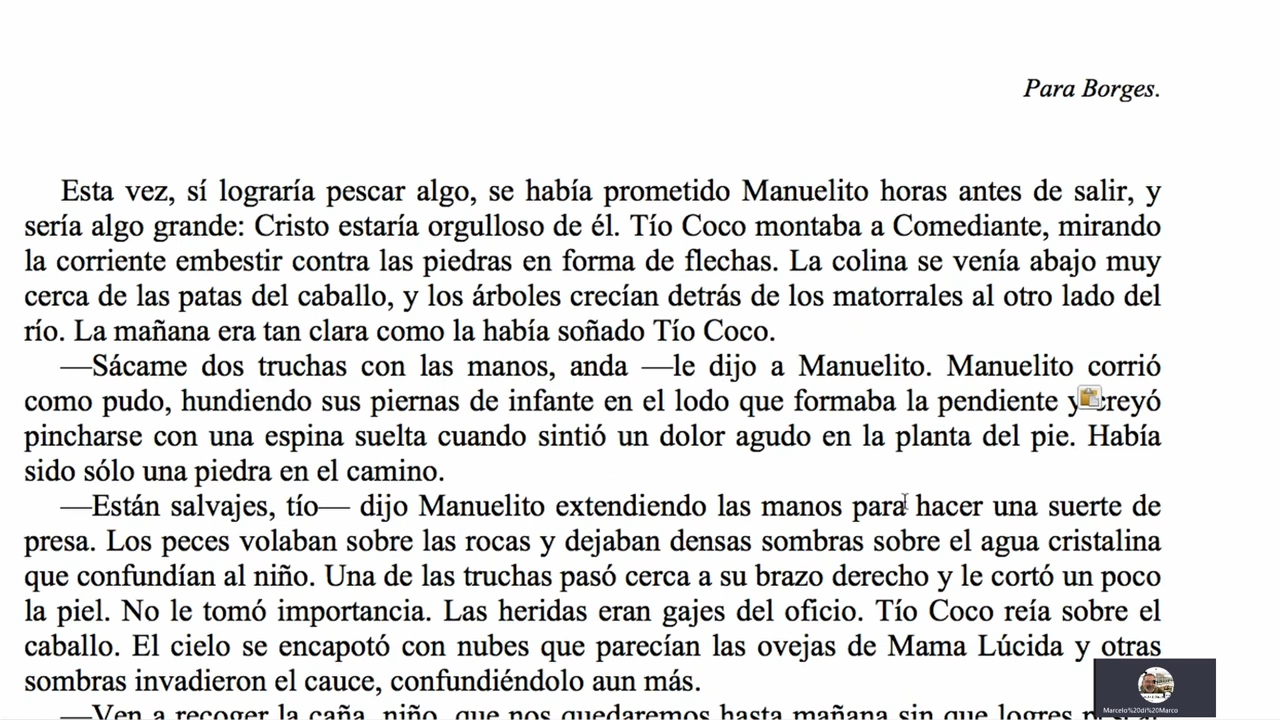 Para Borges.
Esta vez, sí lograría pescar algo, se había prometido Manuelito horas antes de salir, y
sería algo grande: Cristo estaría orgulloso de él. Tío Coco montaba a Comediante, mirando
la corriente embestir contra las piedras en forma de flechas. La colina se venía abajo muy
cerca de las patas del caballo, y los árboles crecían detrás de los matorrales al otro lado del
río. La mañana era tan clara como la había soñado Tío Coco.
—Sácame dos truchas con las manos, anda —le dijo a Manuelito. Manuelito corrió
como pudo, hundiendo sus piernas de infante en el lodo que formaba la pendiente y creyó
pincharse con una espina suelta cuando sintió un dolor agudo en la planta del pie. Había
sido sólo una piedra en el camino.
—Están salvajes, tío— dijo Manuelito extendiendo las manos para hacer una suerte de
presa. Los peces volaban sobre las rocas y dejaban densas sombras sobre el agua cristalina
que confundían al niño. Una de las truchas pasó cerca a su brazo derecho y le cortó un poco
la piel. No le tomó importancia. Las heridas eran gajes del oficio. Tío Coco reía sobre el
caballo. El cielo se encapotó con nubes que parecían las ovejas de Mama Lúcida y otras
sombras invadieron el cauce, confundiéndolo aun más.
—Ven a recoger la caña, niño, que nos quedaremos hasta mañana sin que logres
Marcelo%20di%20Marco